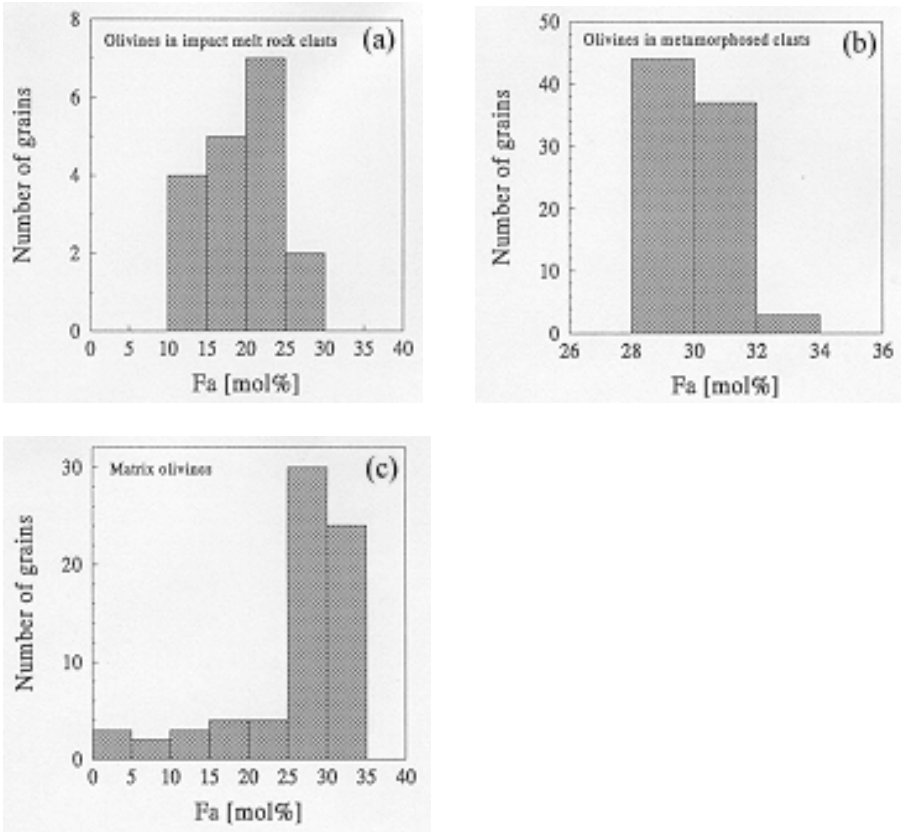 Olivines in impact melt rock clasts (a)
8
6
4
2
0
Number of grains
0 5 10 15 20 25 30 35 40
Fa [mol%]
Olivines in metamorphosed clasts (b)
50
40
30
20
10
0
Number of grains
26 28 30 32 34 36
Fa [mol%]
Matrix olivines (c)
30
20
10
0
Number of grains
0 5 10 15 20 25 30 35 40
Fa [mol%]